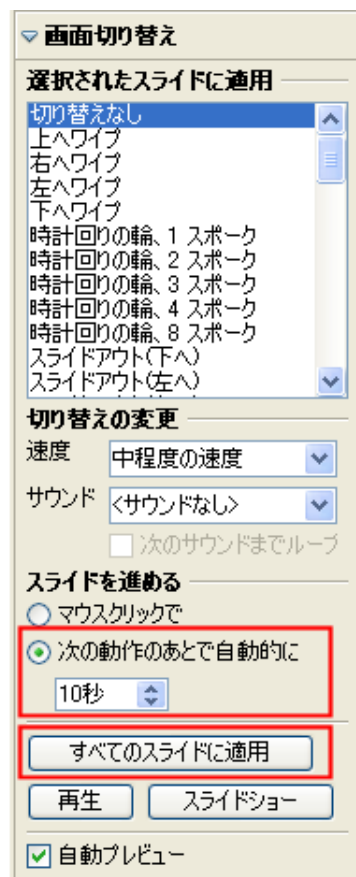 画面切り替え
選択されたスライドに適用
切り替えなし
上へワイプ
右へワイプ
左へワイプ
下へワイプ
時計回りの輪、1 スポーク
時計回りの輪、2 スポーク
時計回りの輪、3 スポーク
時計回りの輪、4 スポーク
時計回りの輪、8 スポーク
スライドアウト(下へ)
スライドアウト(左へ)
切り替えの変更
速度 中程度の速度
サウンド <サウンドなし>
次のサウンドまでループ
スライドを進める
マウスクリックで
次の動作のあとで自動的に
10秒
すべてのスライドに適用
再生 スライドショー
自動プレビュー